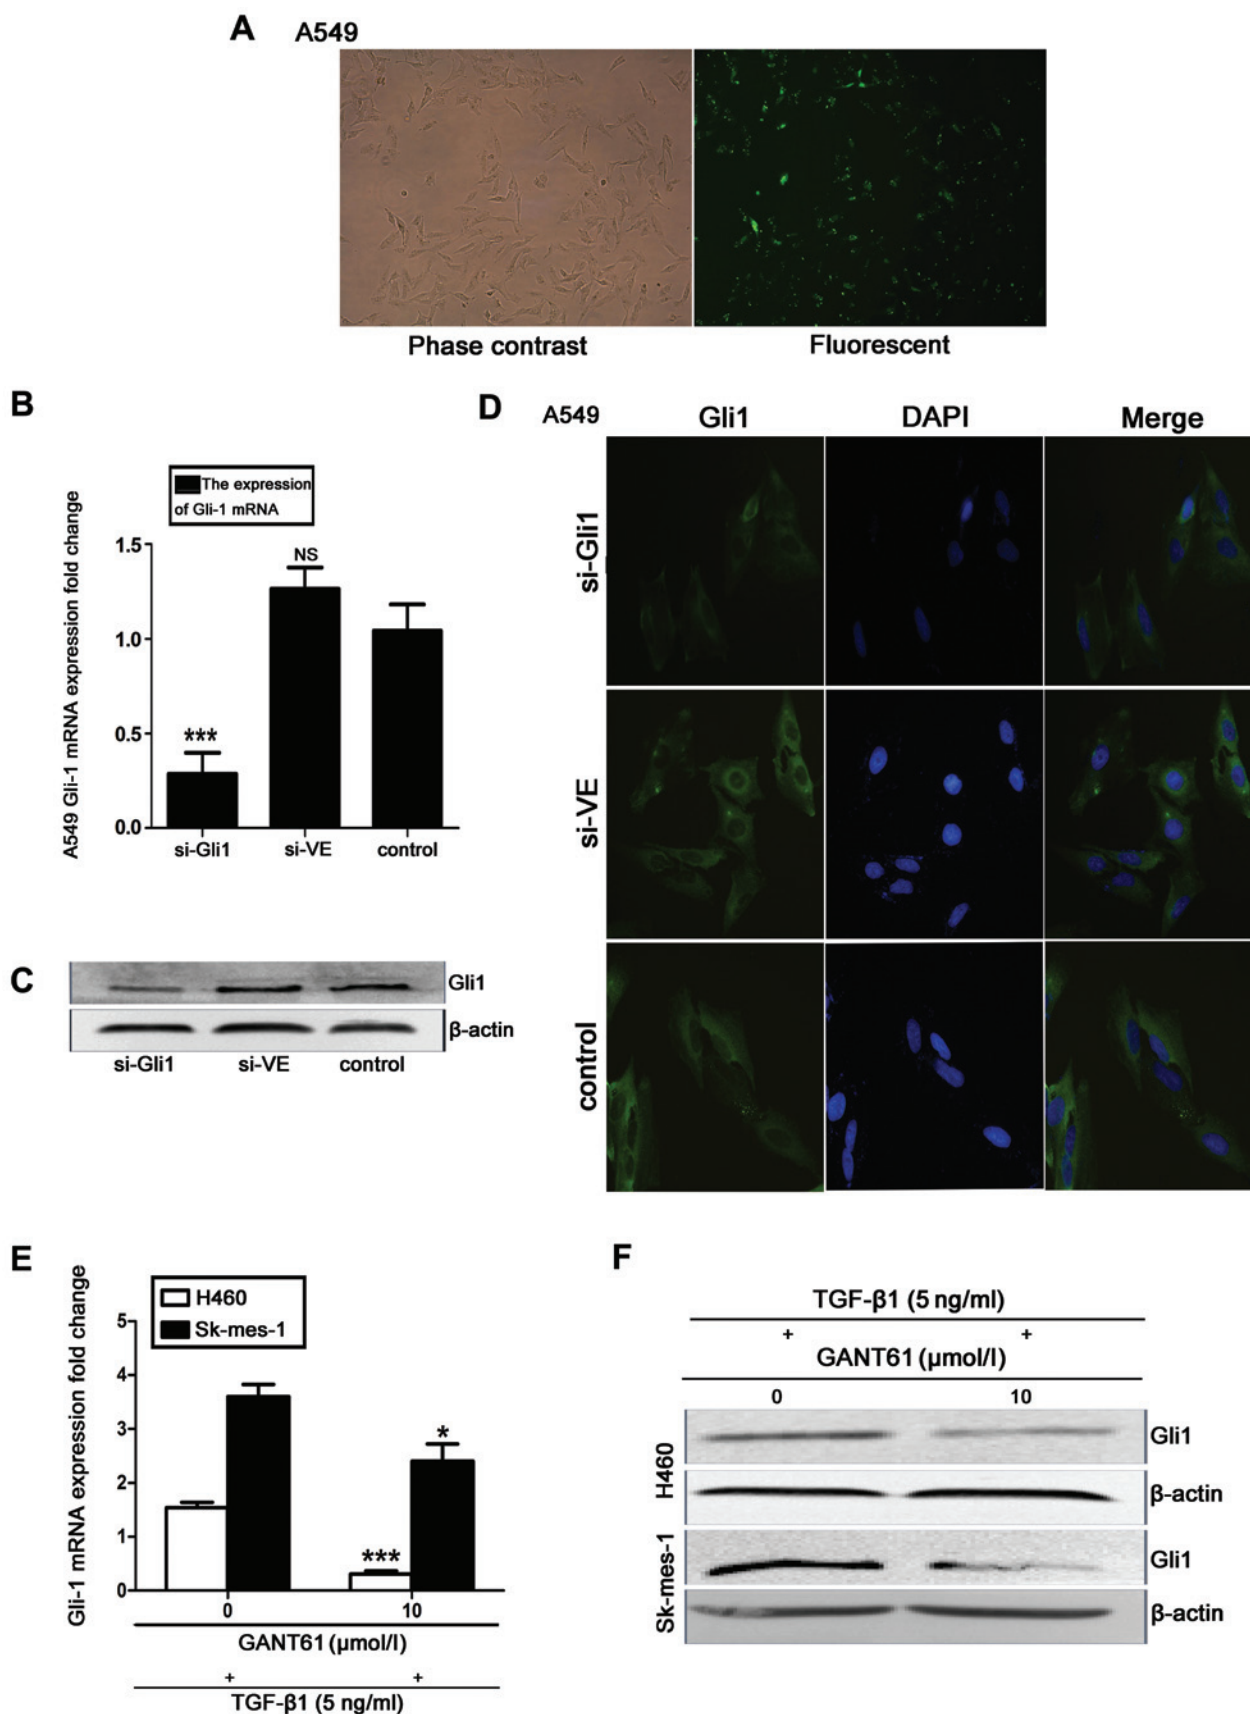 A A549
Phase contrast Fluorescent
B
The expression
of Gli-1 mRNA
A549 Gli-1 mRNA expression fold change
1.5
1.0
0.5
0.0
NS
***
si-Gli1 si-VE control
C
Gli1
β-actin
si-Gli1 si-VE control
D A549 Gli1 DAPI Merge
si-Gli1
si-VE
control
E
H460
Sk-mes-1
Gli-1 mRNA expression fold change
5
4
3
2
1
0
*
***
0 10
GANT61 (µmol/l)
+ +
TGF-β1 (5 ng/ml)
F
TGF-β1 (5 ng/ml)
+ +
GANT61 (µmol/l)
0 10
H460
Gli1
β-actin
Sk-mes-1
Gli1
β-actin